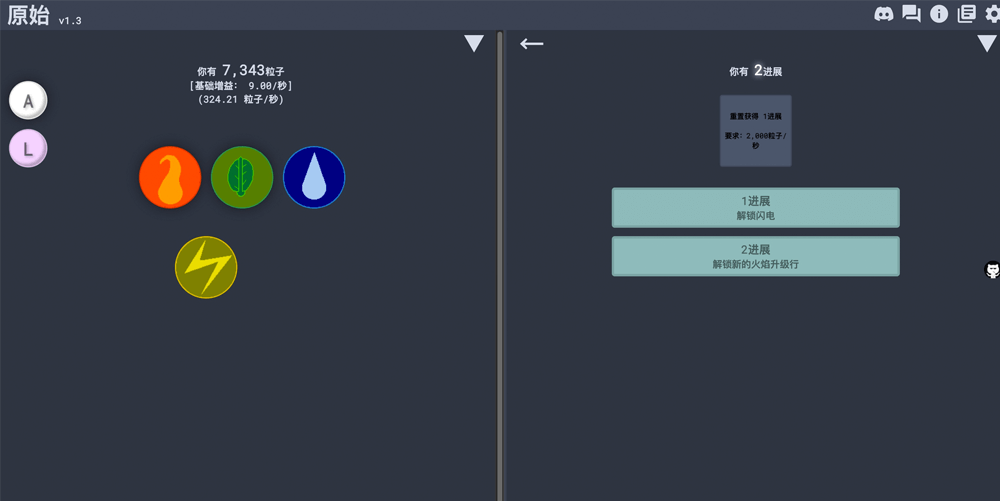 原始 v1.3
你有 7,343粒子
[基础增益: 9.00/秒]
(324.21 粒子/秒)
A
L
你有 2进展
重置获得 1进展
要求: 2,000粒子/
秒
1进展
解锁闪电
2进展
解锁新的火焰升级行